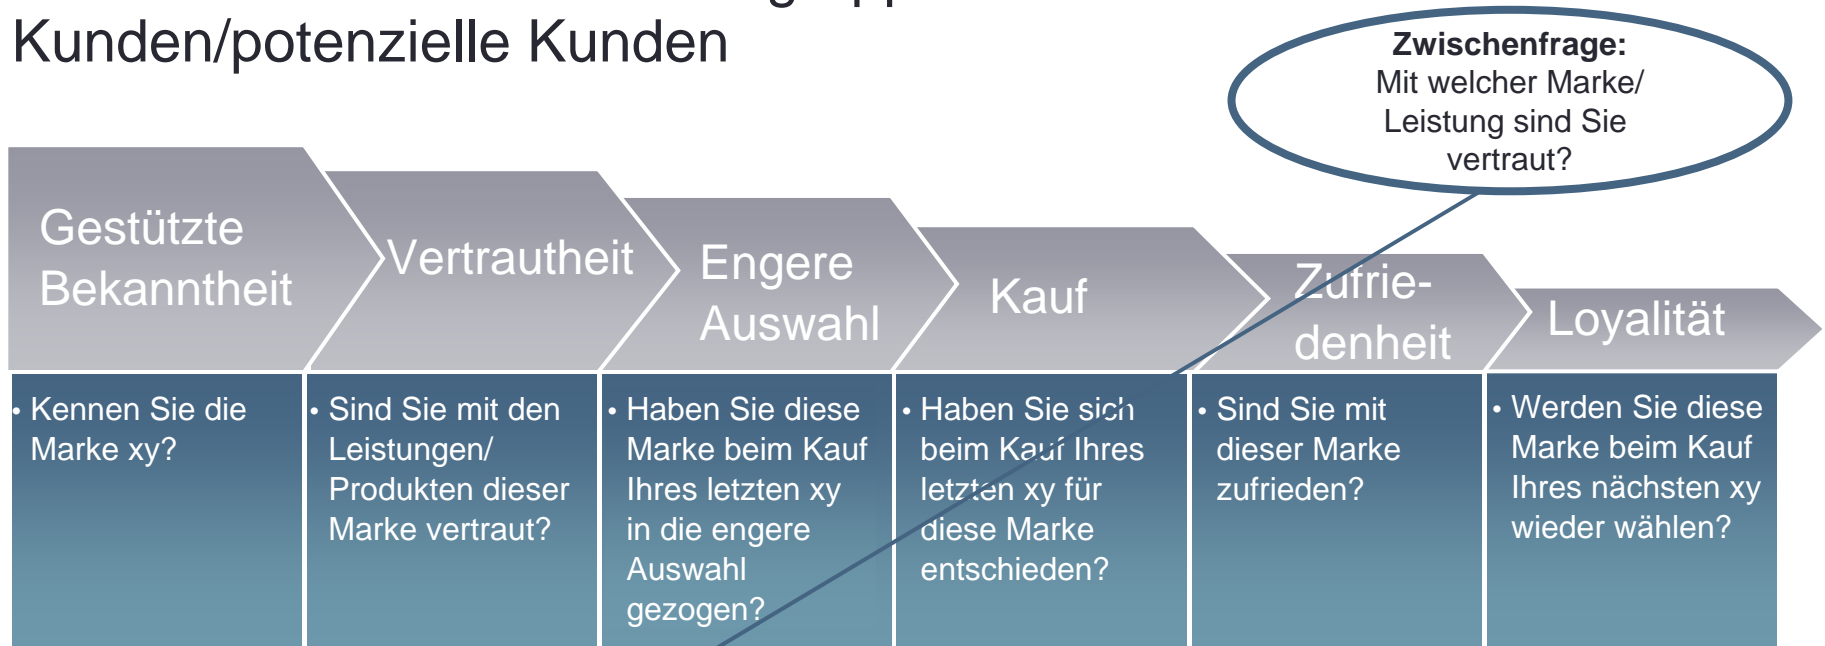 Kunden/potenzielle Kunden
Zwischenfrage:
Mit welcher Marke/
Leistung sind Sie
vertraut?
Gestützte
Bekanntheit
Vertrautheit
Engere
Auswahl
Kauf
Zufrie-
denheit
Loyalität
• Kennen Sie die
Marke xy?
• Sind Sie mit den
Leistungen/
Produkten dieser
Marke vertraut?
• Haben Sie diese
Marke beim Kauf
Ihres letzten xy
in die engere
Auswahl
gezogen?
• Haben Sie sich
beim Kauf Ihres
letzten xy für
diese Marke
entschieden?
• Sind Sie mit
dieser Marke
zufrieden?
• Werden Sie diese
Marke beim Kauf
Ihres nächsten xy
wieder wählen?